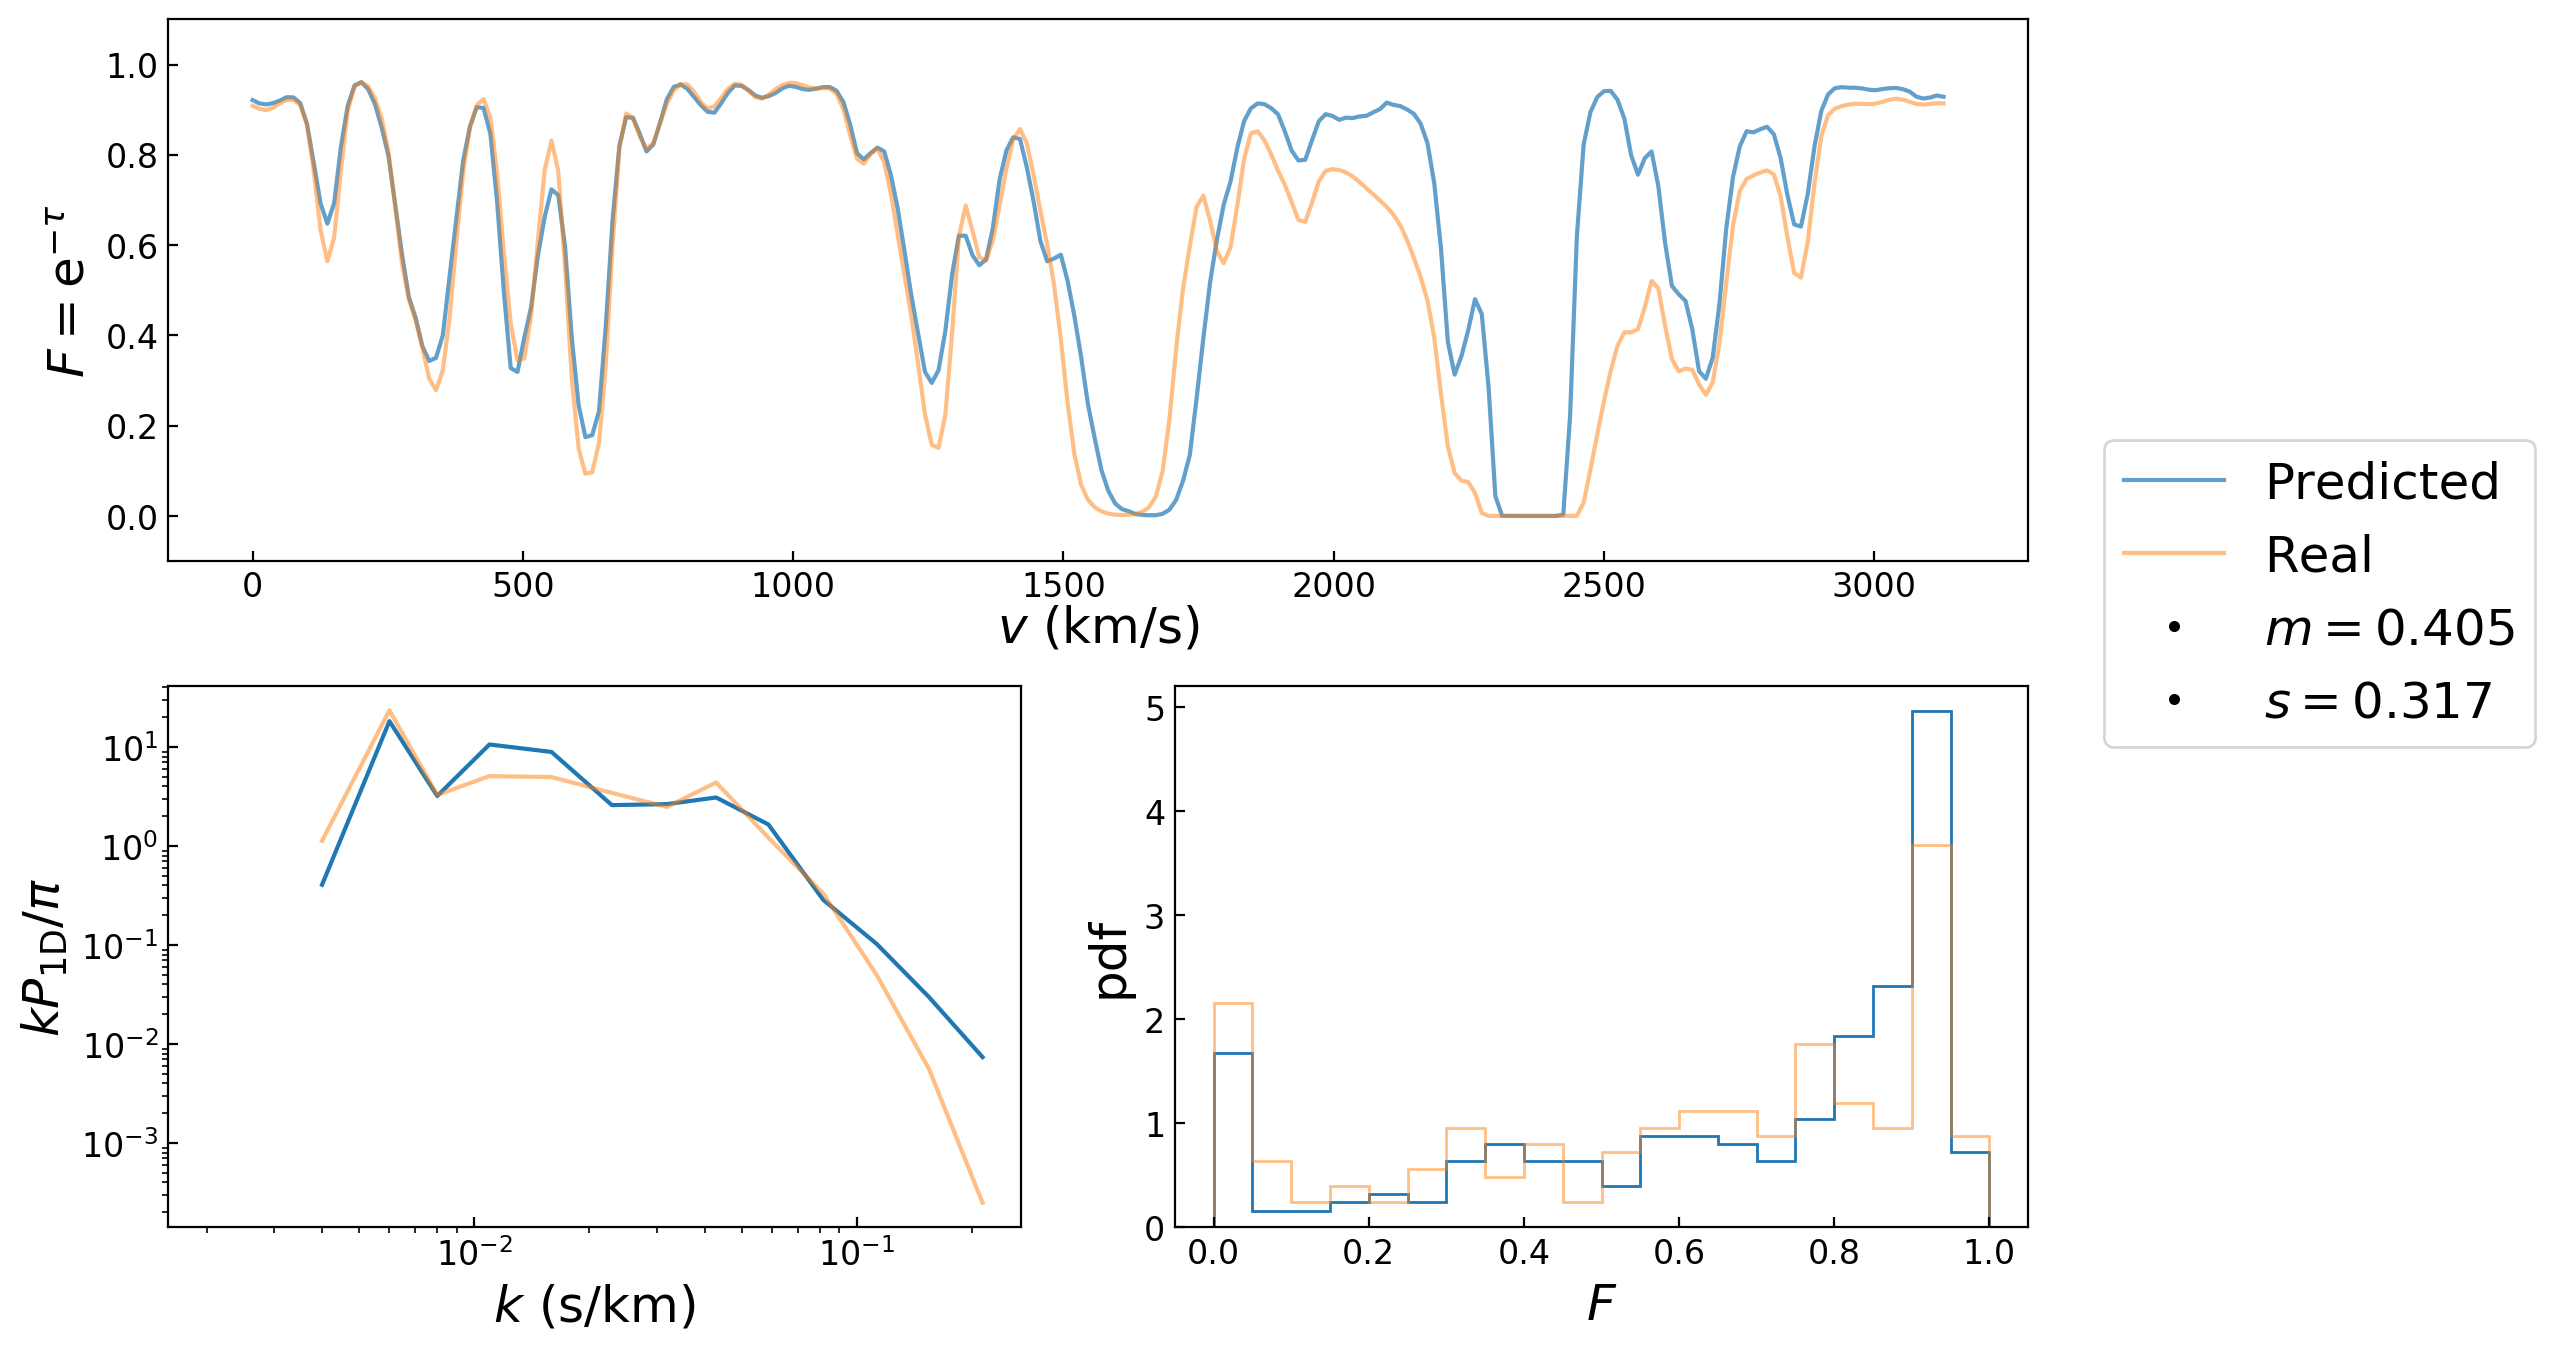 1.0
0.8
0.6
0.4
0.2
0.0
F = e^{−τ}
0 500 1000 1500 2000 2500 3000
v (km/s)
Predicted
Real
m = 0.405
s = 0.317
10^1
10^0
10^{−1}
10^{−2}
10^{−3}
kP_{1D}/π
10^{−2} 10^{−1}
k (s/km)
5
4
3
2
1
0
pdf
0.0 0.2 0.4 0.6 0.8 1.0
F